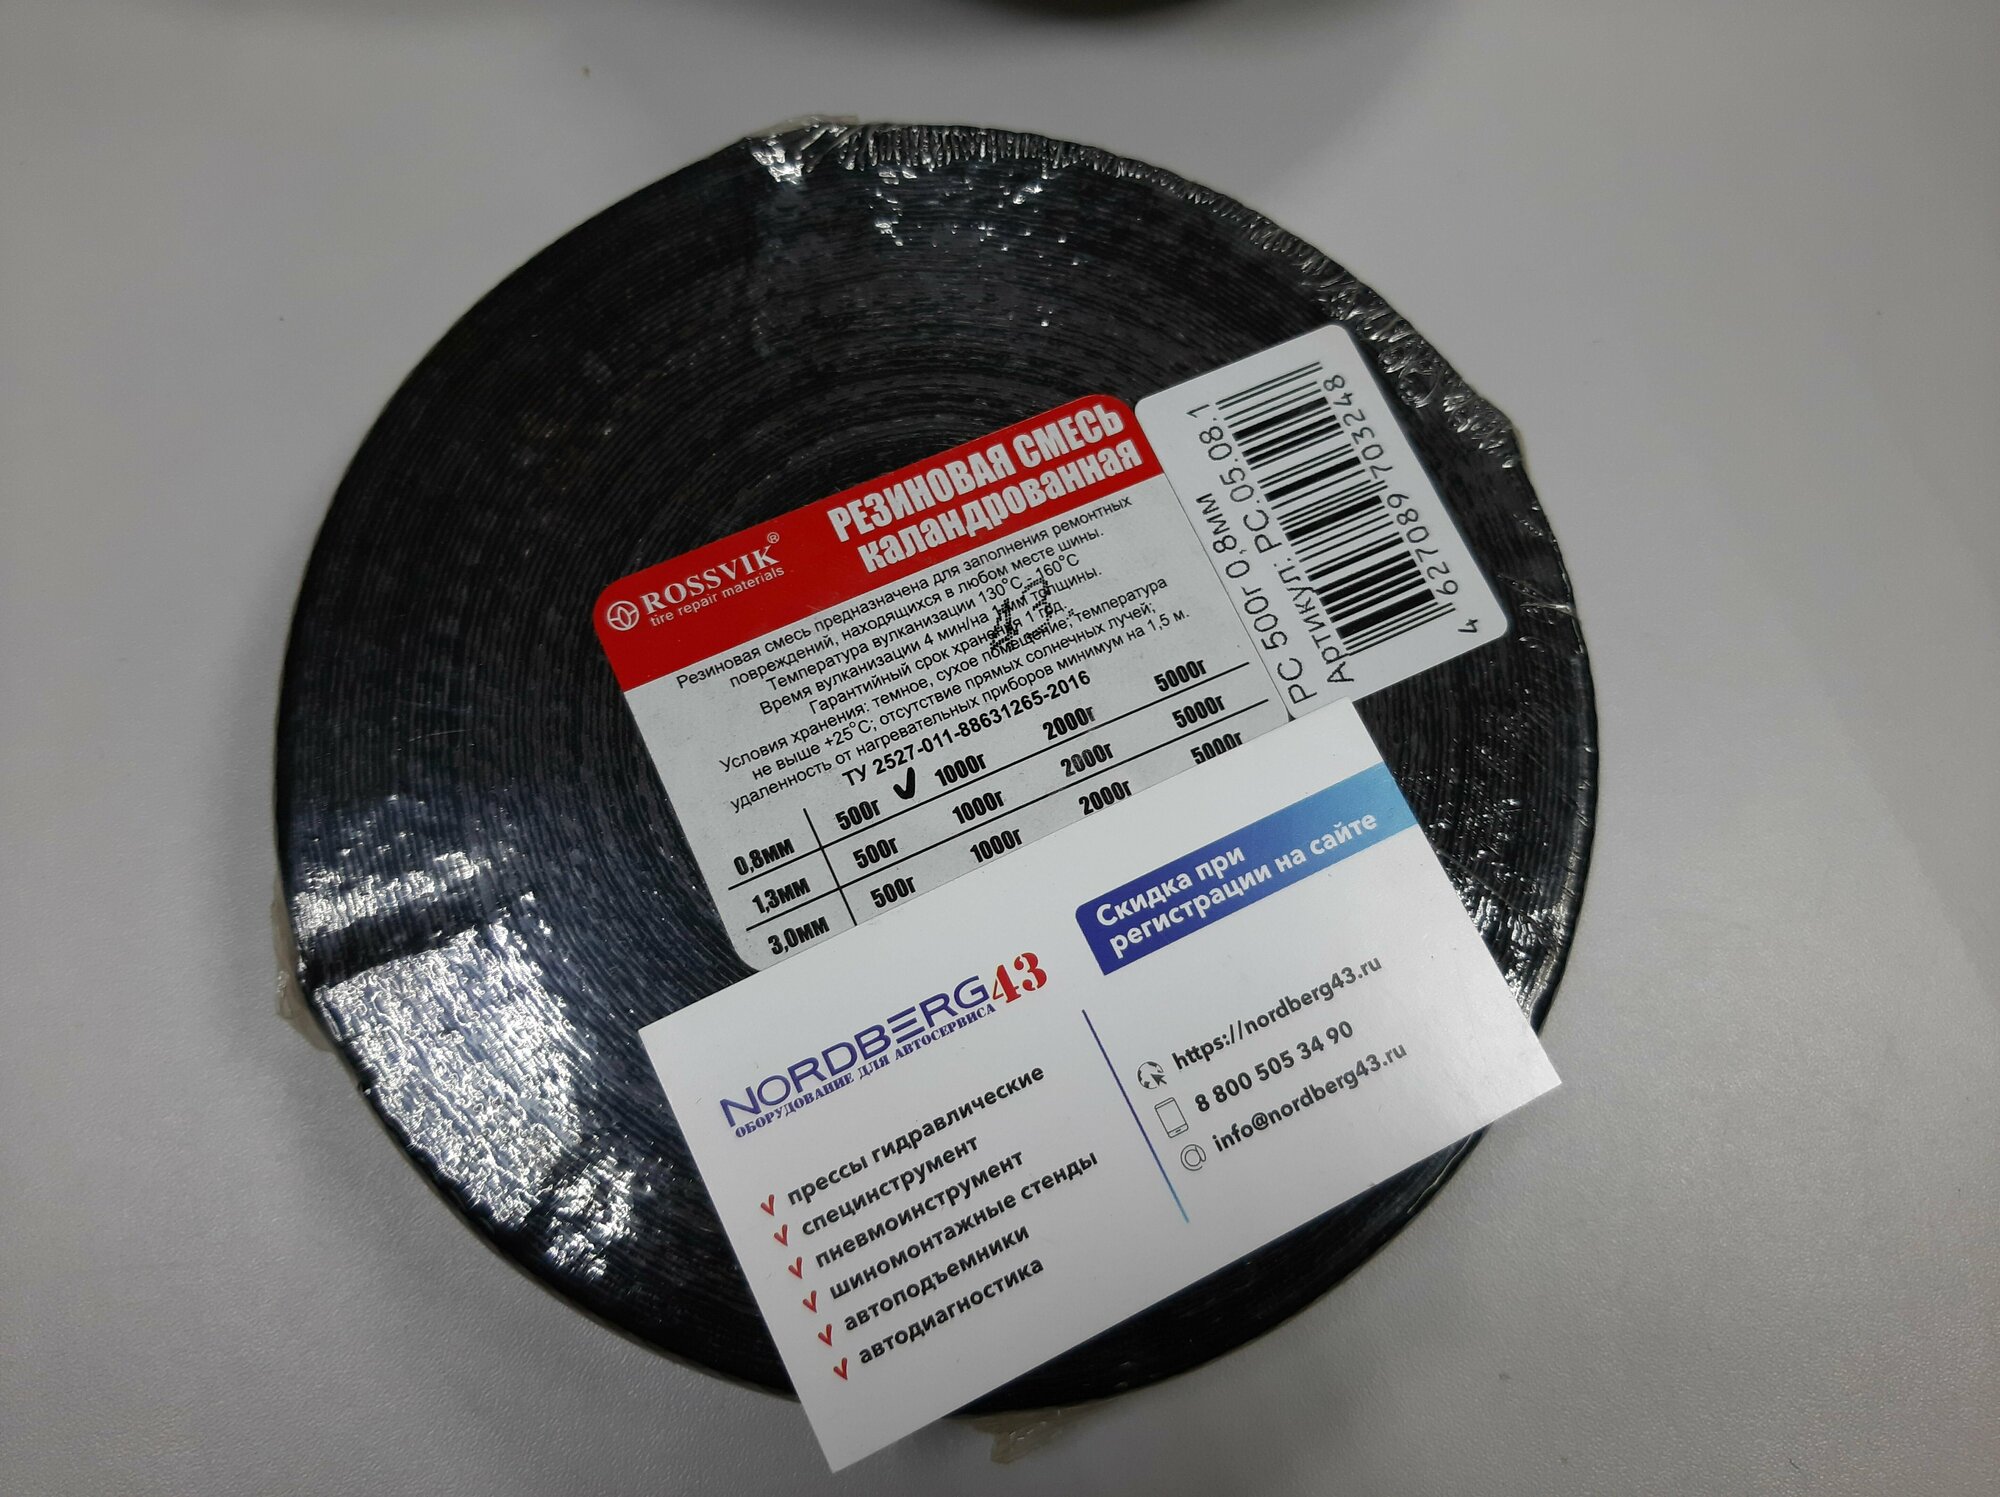 ROSSVIK®
tire repair materials
РЕЗИНОВАЯ СМЕСЬ
каландрованная
Резиновая смесь предназначена для заполнения ремонтных
повреждений, находящихся в любом месте шины.
Температура вулканизации 130°С - 160°С
Время вулканизации 4 мин/на 1 мм толщины.
Гарантийный срок хранения 1 год.
Условия хранения: темное, сухое помещение; температура
не выше +25°С; отсутствие прямых солнечных лучей;
удаленность от нагревательных приборов минимум на 1,5 м.
ТУ 2527-011-88631265-2016
0,8мм 500г 1000г 2000г 5000г
1,3мм 500г 1000г 2000г 5000г
3,0мм 500г 1000г 2000г 5000г
РС 500г 0,8мм
Артикул: РС.05.08.1
4 627089 703248
NORDBERG43
ОБОРУДОВАНИЕ ДЛЯ АВТОСЕРВИСА
прессы гидравлические
специнструмент
пневмоинструмент
шиномонтажные стенды
автоподъемники
автодиагностика
Скидка при
регистрации на сайте
https://nordberg43.ru
8 800 505 34 90
info@nordberg43.ru